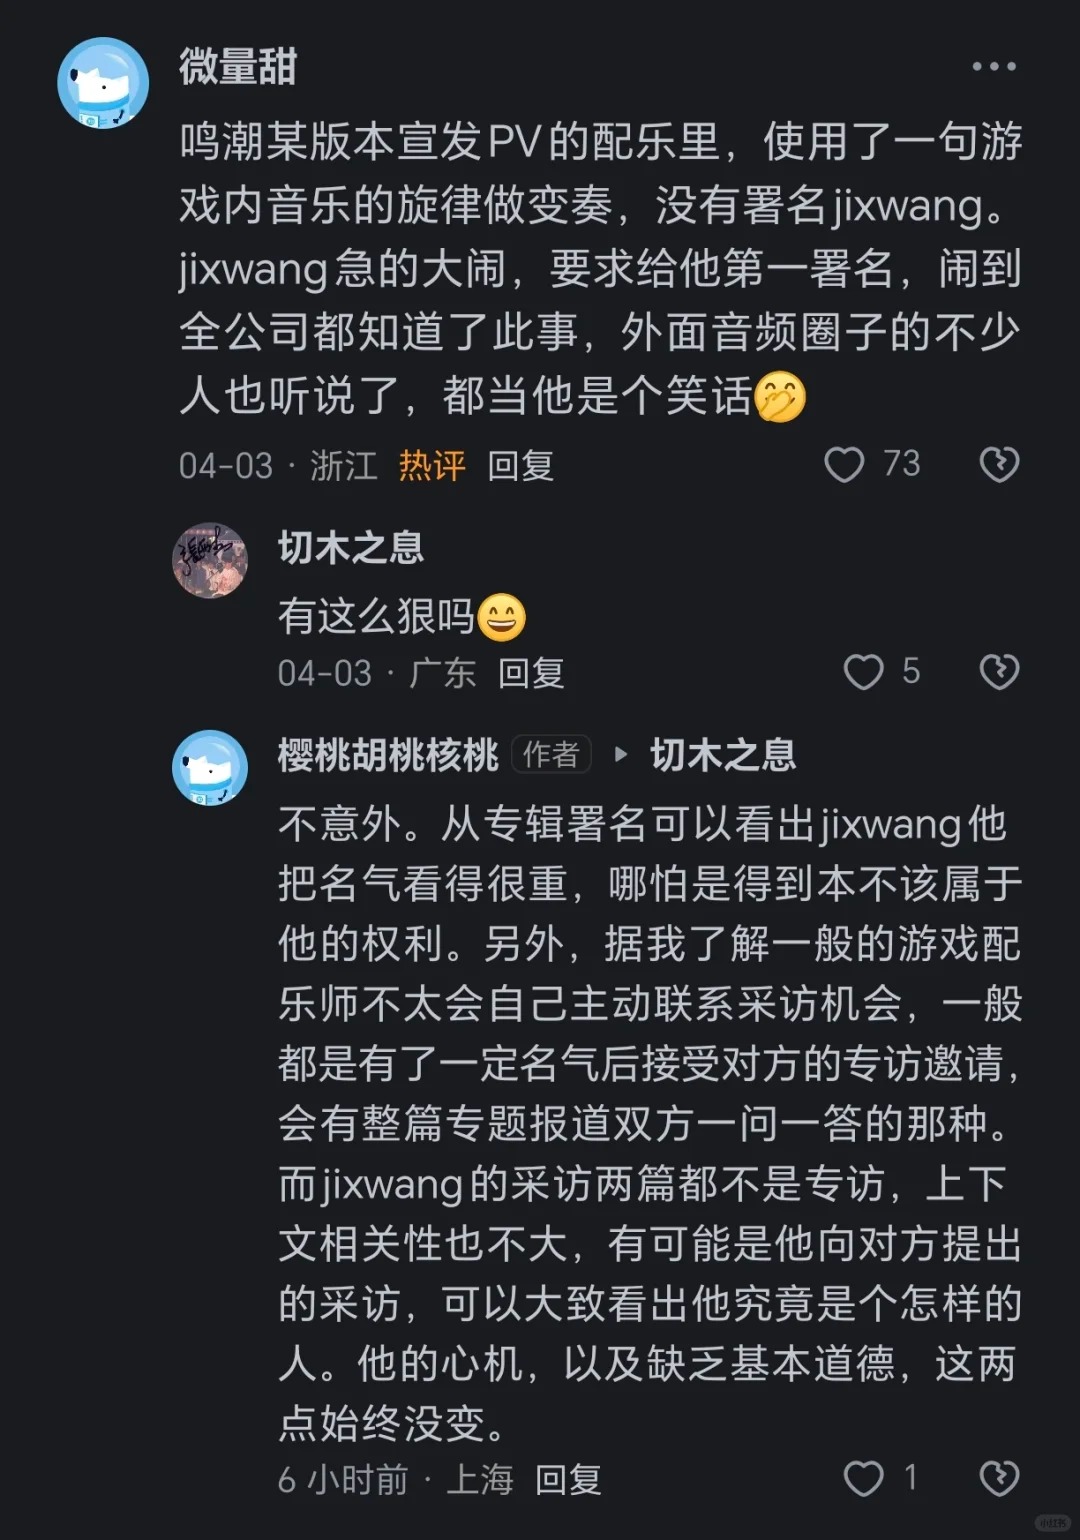 微量甜
鸣潮某版本宣发PV的配乐里，使用了一句游
戏内音乐的旋律做变奏，没有署名jixwang。
jixwang急的大闹，要求给他第一署名，闹到
全公司都知道了此事，外面音频圈子的不少
人也听说了，都当他是个笑话🤭
04-03 · 浙江 热评 回复 73
切木之息
有这么狠吗😄
04-03 · 广东 回复 5
樱桃胡桃核桃 作者 ▸ 切木之息
不意外。从专辑署名可以看出jixwang他
把名气看得很重，哪怕是得到本不该属于
他的权利。另外，据我了解一般的游戏配
乐师不太会自己主动联系采访机会，一般
都是有了一定名气后接受对方的专访邀请，
会有整篇专题报道双方一问一答的那种。
而jixwang的采访两篇都不是专访，上下
文相关性也不大，有可能是他向对方提出
的采访，可以大致看出他究竟是个怎样的
人。他的心机，以及缺乏基本道德，这两
点始终没变。
6 小时前 · 上海 回复 1
小红书